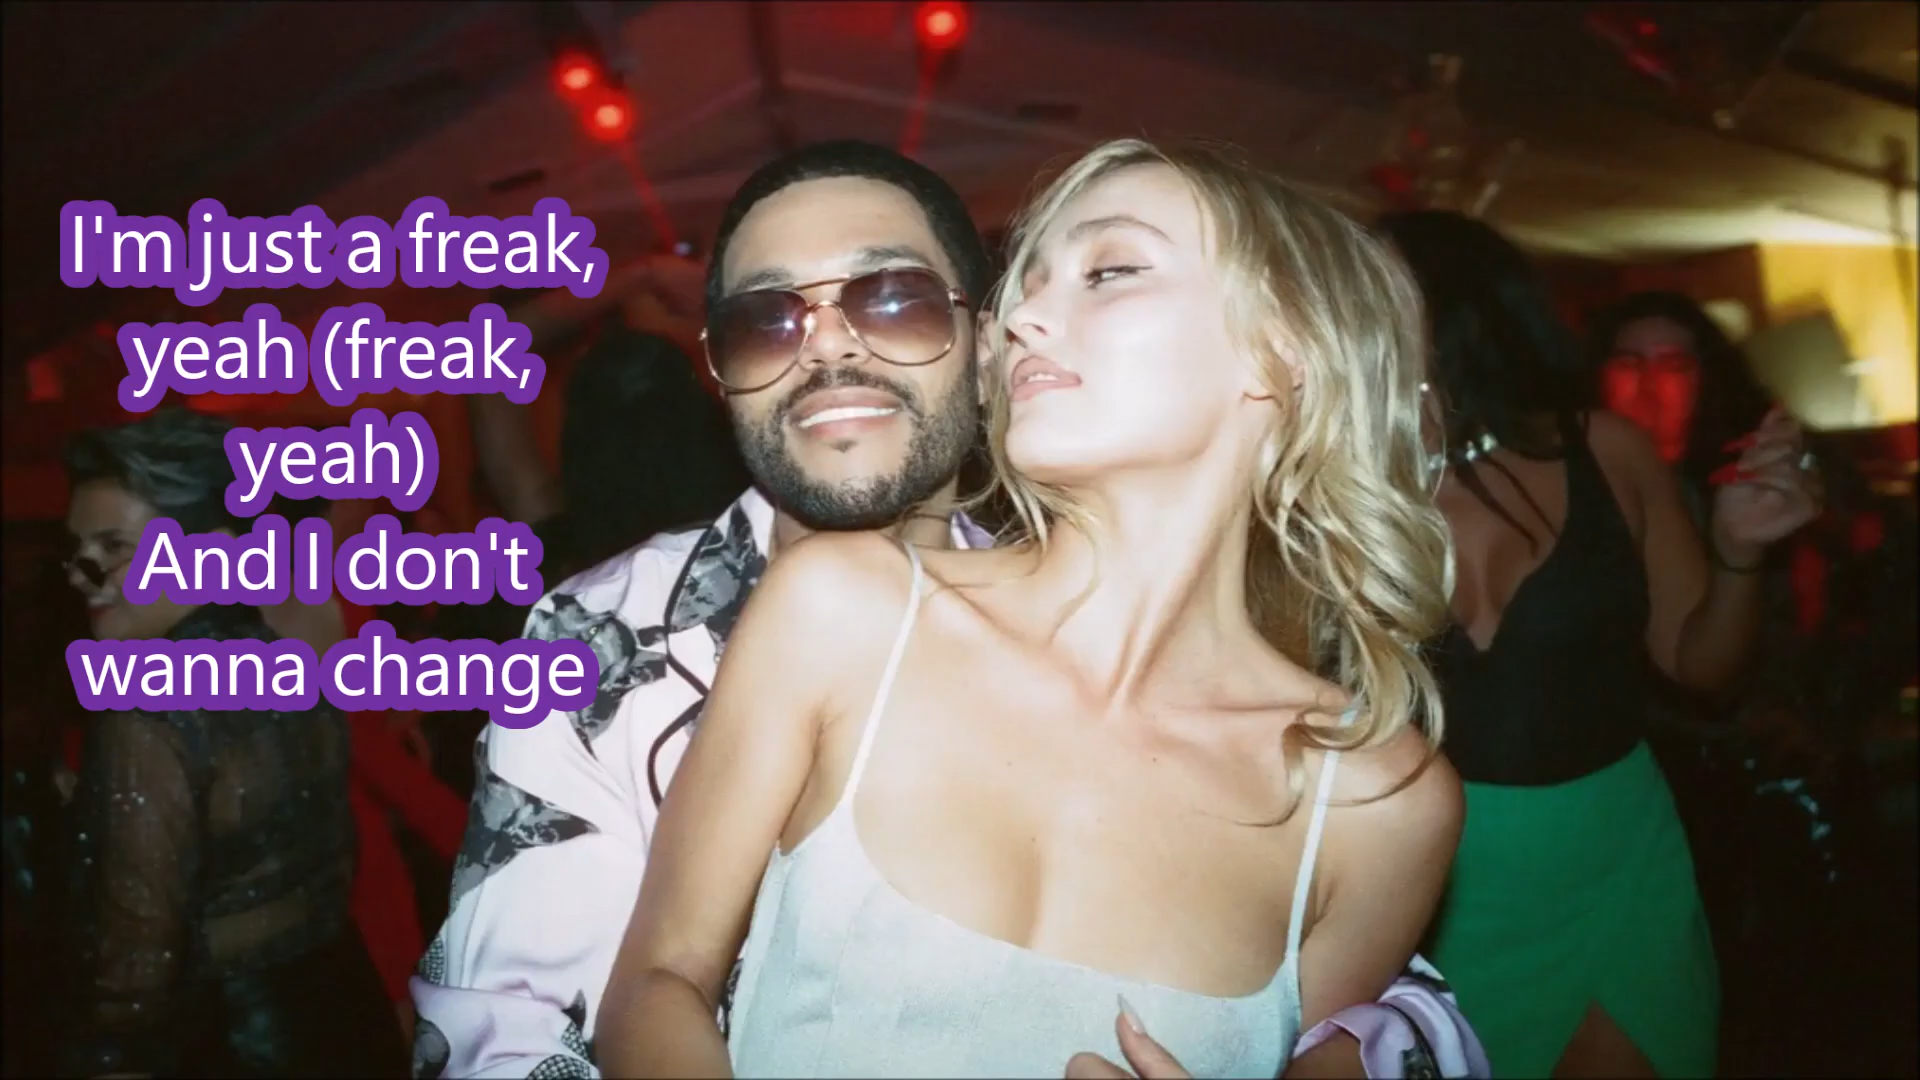 I'm just a freak,
yeah (freak,
yeah)
And I don't
wanna change